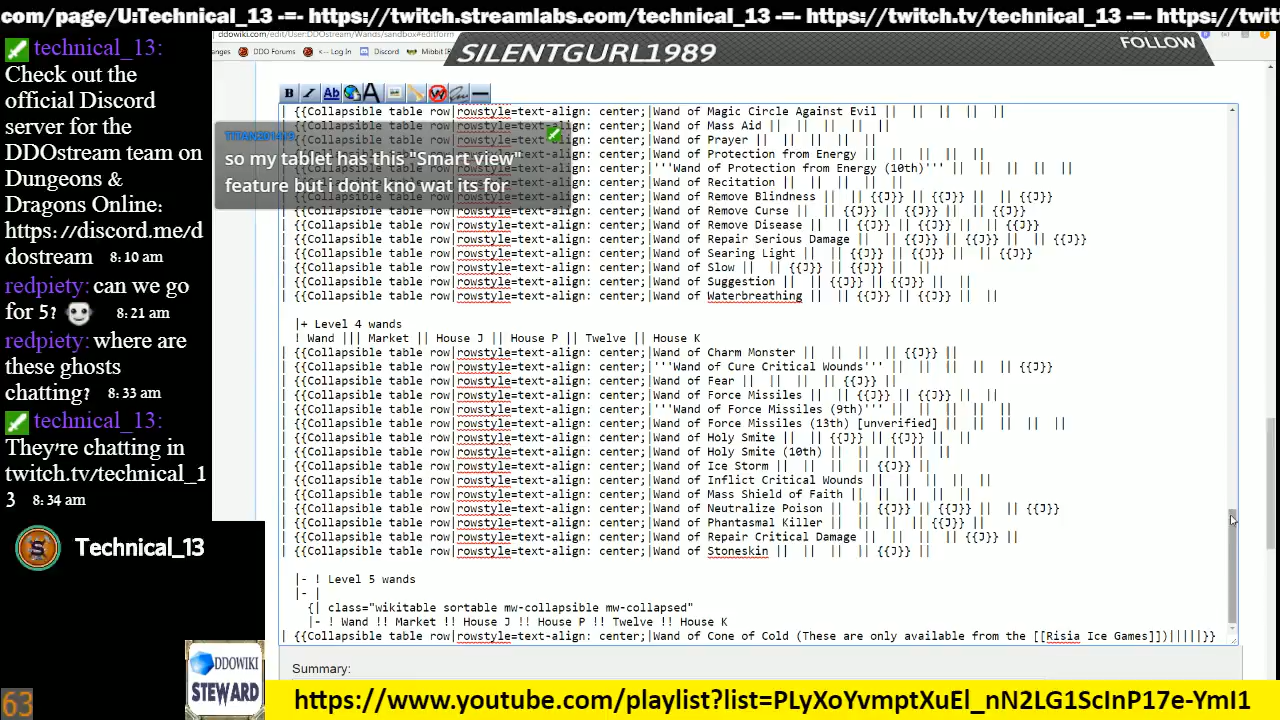 com/page/U:Technical_13 -=- https://twitch.streamlabs.com/technical_13 -=- https://twitch.tv/technical_13 -=- https://twit
ddowiki.com/edit/User:DDOstream/Wands/sandbox#editform
anges DDO Forums <-- Log In Discord Mibbit
SILENTGURL1989
FOLLOW
technical_13:
Check out the
official Discord
server for the
DDOstream team on
Dungeons &
Dragons Online:
https://discord.me/d
dostream 8:10 am
redpiety: can we go
for 5? 8:21 am
redpiety: where are
these ghosts
chatting? 8:33 am
technical_13:
They're chatting in
twitch.tv/technical_1
3 8:34 am
Technical_13
so my tablet has this "Smart view"
feature but i dont kno wat its for
| {{Collapsible table row|rowstyle=text-align: center;|Wand of Magic Circle Against Evil ||  ||  ||  ||
| {{Collapsible table row|rowstyle=text-align: center;|Wand of Mass Aid ||  ||  ||  ||
| {{Collapsible table row|rowstyle=text-align: center;|Wand of Prayer ||  ||  ||  ||
| {{Collapsible table row|rowstyle=text-align: center;|Wand of Protection from Energy ||  ||  ||  ||
| {{Collapsible table row|rowstyle=text-align: center;|'''Wand of Protection from Energy (10th)''' ||  ||  ||  ||
| {{Collapsible table row|rowstyle=text-align: center;|Wand of Recitation ||  ||  ||  ||
| {{Collapsible table row|rowstyle=text-align: center;|Wand of Remove Blindness ||  || {{J}} || {{J}} || {{J}}
| {{Collapsible table row|rowstyle=text-align: center;|Wand of Remove Curse ||  || {{J}} || {{J}} || {{J}}
| {{Collapsible table row|rowstyle=text-align: center;|Wand of Remove Disease ||  || {{J}} || {{J}} || {{J}}
| {{Collapsible table row|rowstyle=text-align: center;|Wand of Repair Serious Damage ||  || {{J}} || {{J}} ||  || {{J}}
| {{Collapsible table row|rowstyle=text-align: center;|Wand of Searing Light ||  || {{J}} || {{J}} ||  || {{J}}
| {{Collapsible table row|rowstyle=text-align: center;|Wand of Slow ||  || {{J}} || {{J}} ||  ||
| {{Collapsible table row|rowstyle=text-align: center;|Wand of Suggestion ||  || {{J}} || {{J}} ||  ||
| {{Collapsible table row|rowstyle=text-align: center;|Wand of Waterbreathing ||  || {{J}} || {{J}} ||  ||
|+ Level 4 wands
! Wand ||| Market || House J || House P || Twelve || House K
| {{Collapsible table row|rowstyle=text-align: center;|Wand of Charm Monster ||  ||  ||  || {{J}} ||
| {{Collapsible table row|rowstyle=text-align: center;|'''Wand of Cure Critical Wounds''' ||  ||  ||  ||  || {{J}}
| {{Collapsible table row|rowstyle=text-align: center;|Wand of Fear ||  ||  ||  || {{J}} ||
| {{Collapsible table row|rowstyle=text-align: center;|Wand of Force Missiles ||  || {{J}} || {{J}} ||  ||
| {{Collapsible table row|rowstyle=text-align: center;|'''Wand of Force Missiles (9th)''' ||  ||  ||  ||  ||
| {{Collapsible table row|rowstyle=text-align: center;|Wand of Force Missiles (13th) [unverified] ||  ||  ||  ||  ||
| {{Collapsible table row|rowstyle=text-align: center;|Wand of Holy Smite ||  || {{J}} || {{J}} ||  ||
| {{Collapsible table row|rowstyle=text-align: center;|Wand of Holy Smite (10th) ||  ||  ||  ||  ||
| {{Collapsible table row|rowstyle=text-align: center;|Wand of Ice Storm ||  ||  ||  || {{J}} ||
| {{Collapsible table row|rowstyle=text-align: center;|Wand of Inflict Critical Wounds ||  ||  ||  ||  ||
| {{Collapsible table row|rowstyle=text-align: center;|Wand of Mass Shield of Faith ||  ||  ||  ||  ||
| {{Collapsible table row|rowstyle=text-align: center;|Wand of Neutralize Poison ||  || {{J}} || {{J}} ||  || {{J}}
| {{Collapsible table row|rowstyle=text-align: center;|Wand of Phantasmal Killer ||  ||  ||  || {{J}} ||
| {{Collapsible table row|rowstyle=text-align: center;|Wand of Repair Critical Damage ||  ||  ||  || {{J}} ||
| {{Collapsible table row|rowstyle=text-align: center;|Wand of Stoneskin ||  ||  ||  || {{J}} ||
|- ! Level 5 wands
|- |
{| class="wikitable sortable mw-collapsible mw-collapsed"
|- ! Wand !! Market !! House J !! House P !! Twelve !! House K
| {{Collapsible table row|rowstyle=text-align: center;|Wand of Cone of Cold (These are only available from the [[Risia Ice Games]])|||||}}
Summary:
DDOWIKI
STEWARD
63
https://www.youtube.com/playlist?list=PLyXoYvmptXuEl_nN2LG1ScInP17e-YmI1